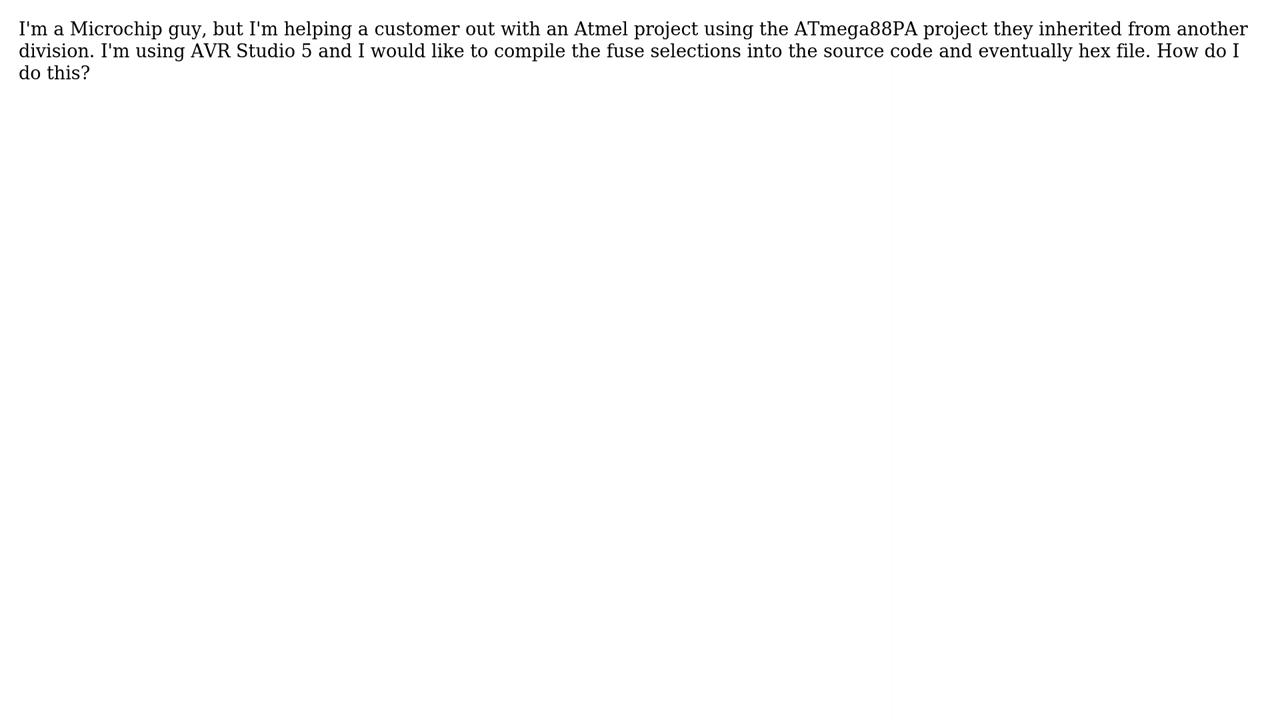 I'm a Microchip guy, but I'm helping a customer out with an Atmel project using the ATmega88PA project they inherited from another
division. I'm using AVR Studio 5 and I would like to compile the fuse selections into the source code and eventually hex file. How do I
do this?